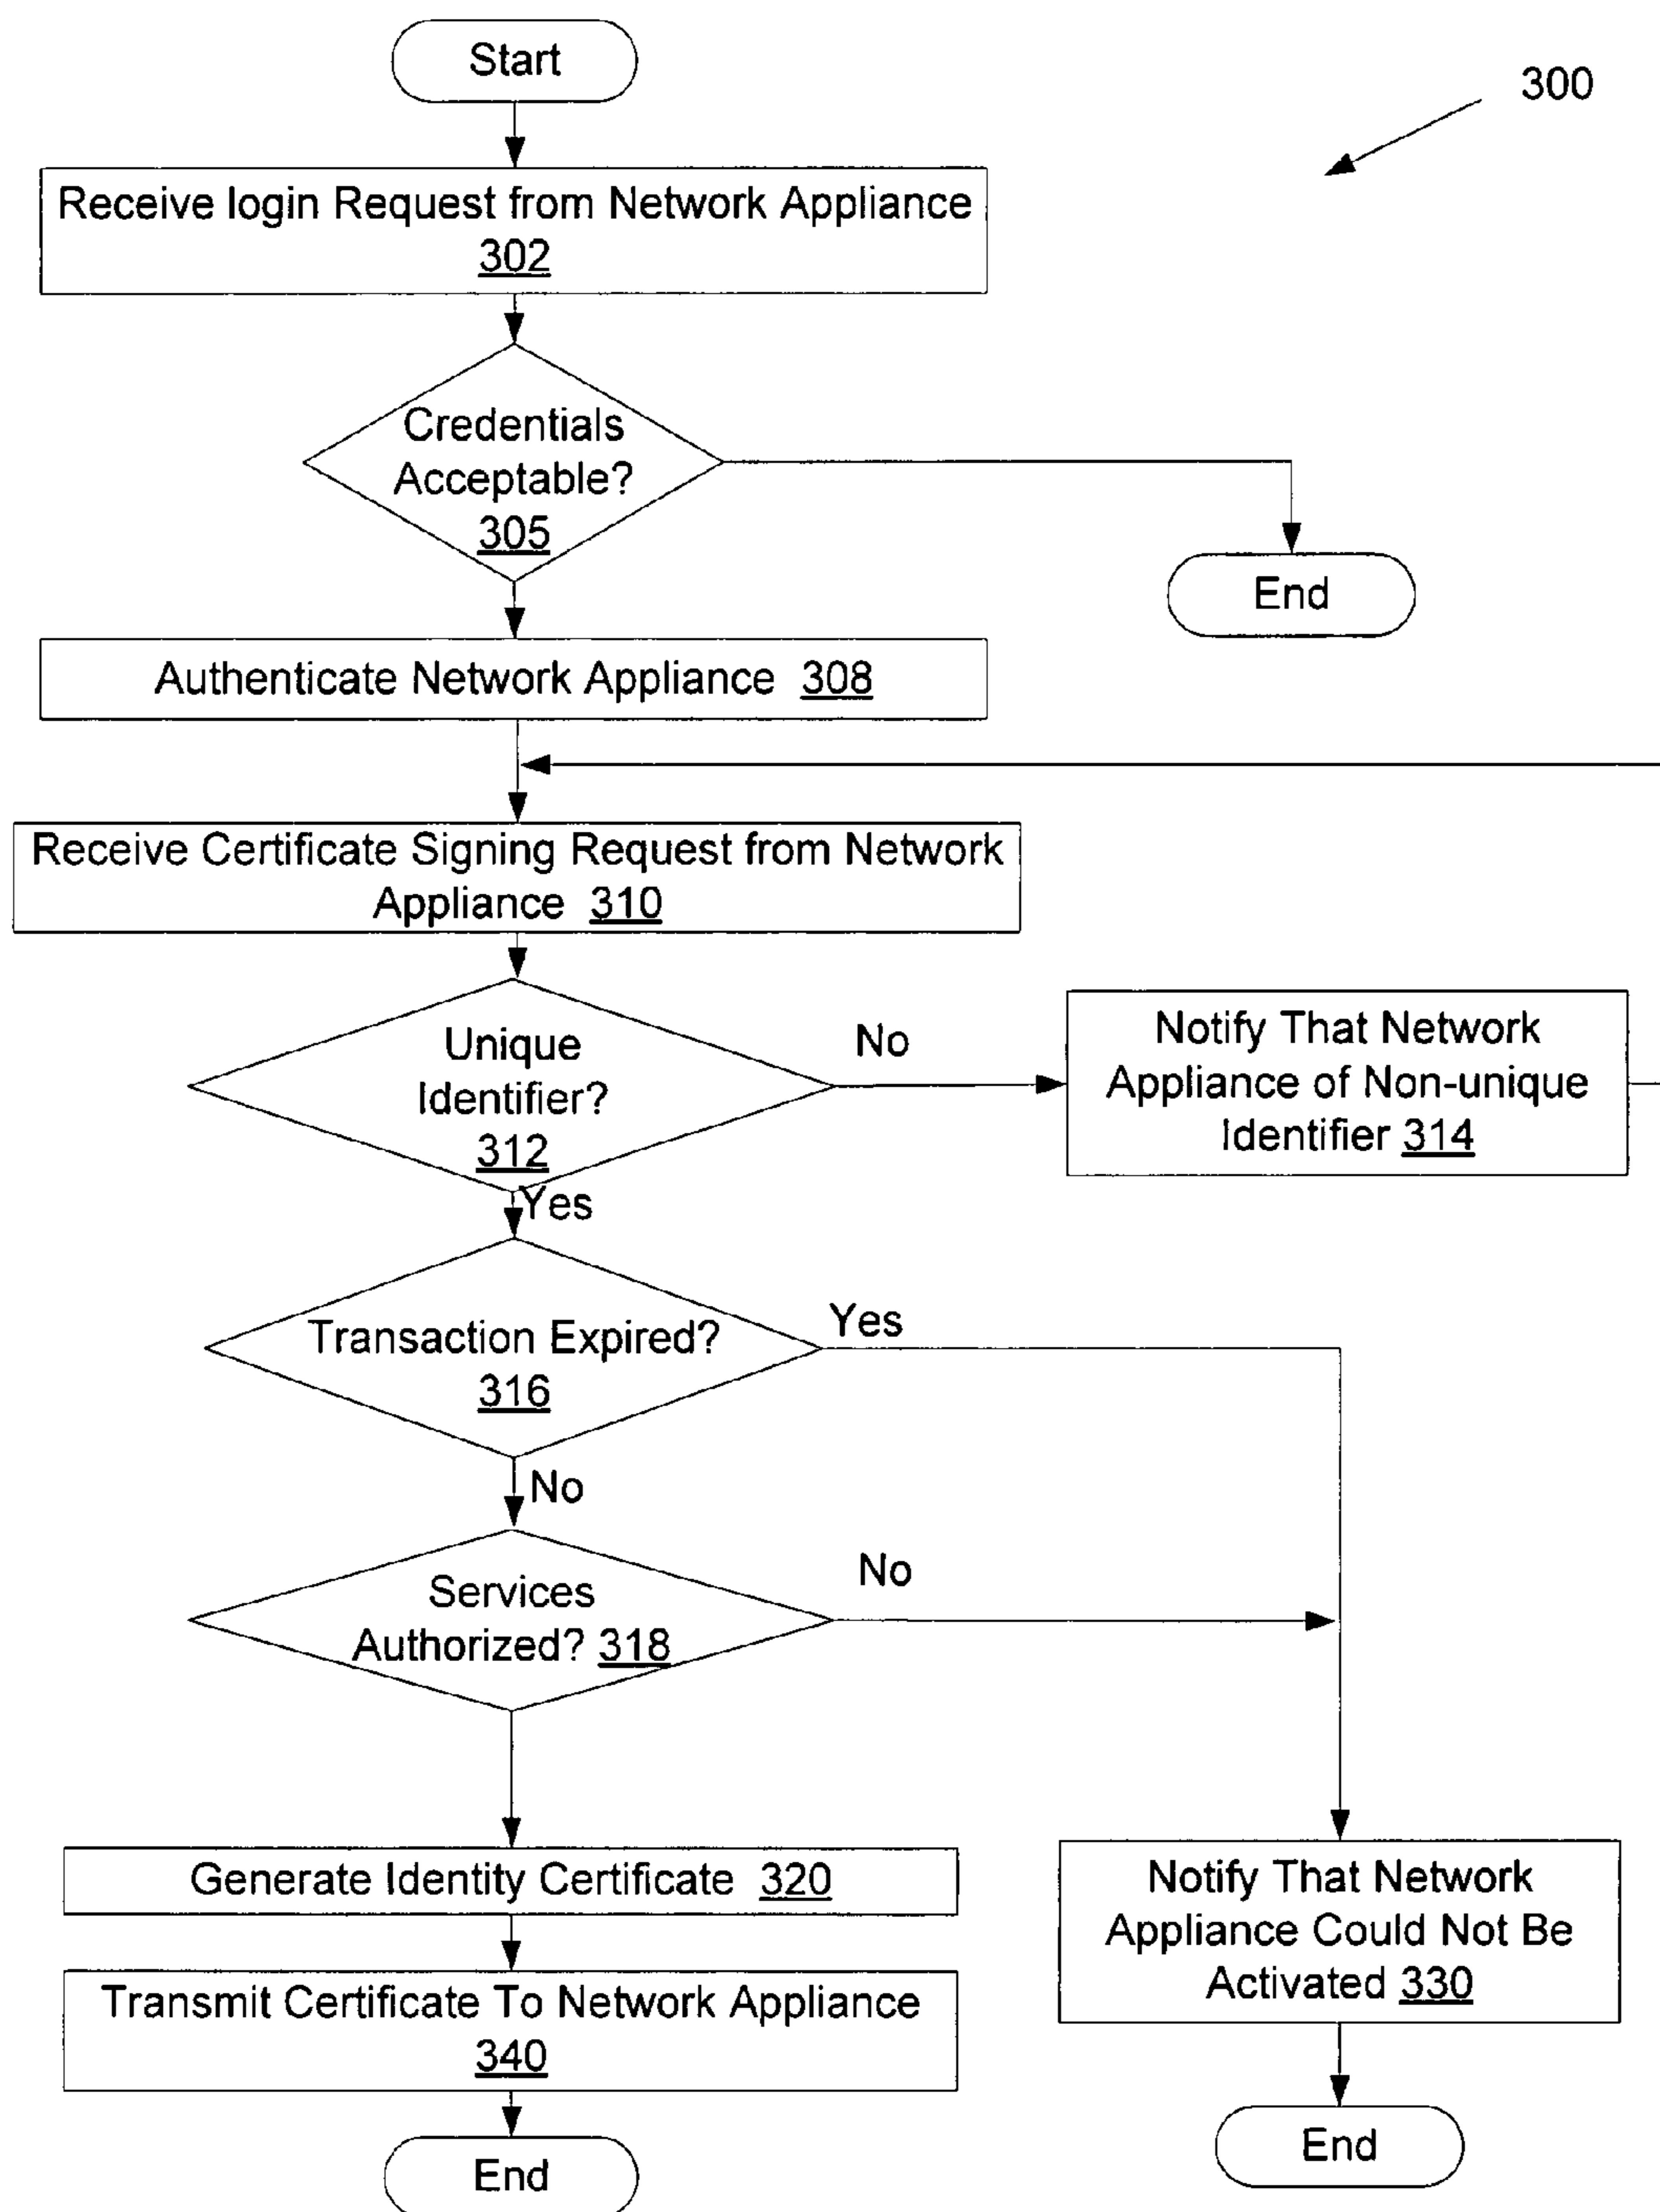 Start
300
Receive login Request from Network Appliance
302
Credentials
Acceptable?
305
End
Authenticate Network Appliance 308
Receive Certificate Signing Request from Network
Appliance 310
Unique
Identifier?
312
No
Notify That Network
Appliance of Non-unique
Identifier 314
Yes
Transaction Expired?
316
Yes
No
Services
Authorized? 318
No
Generate Identity Certificate 320
Notify That Network
Appliance Could Not Be
Activated 330
Transmit Certificate To Network Appliance
340
End
End